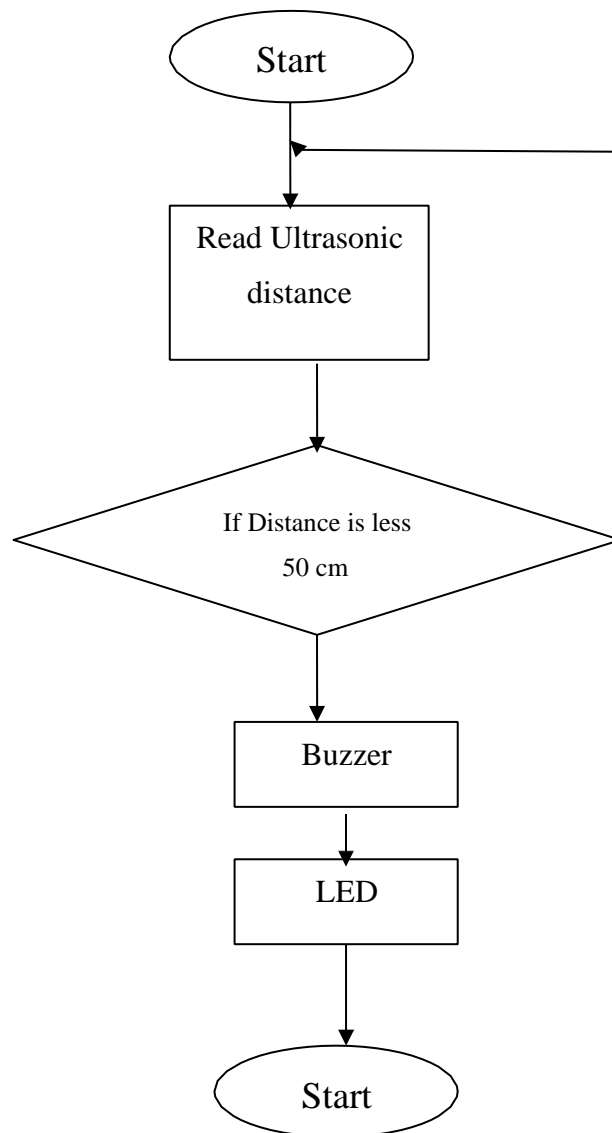 Start
Read Ultrasonic
distance
If Distance is less
50 cm
Buzzer
LED
Start